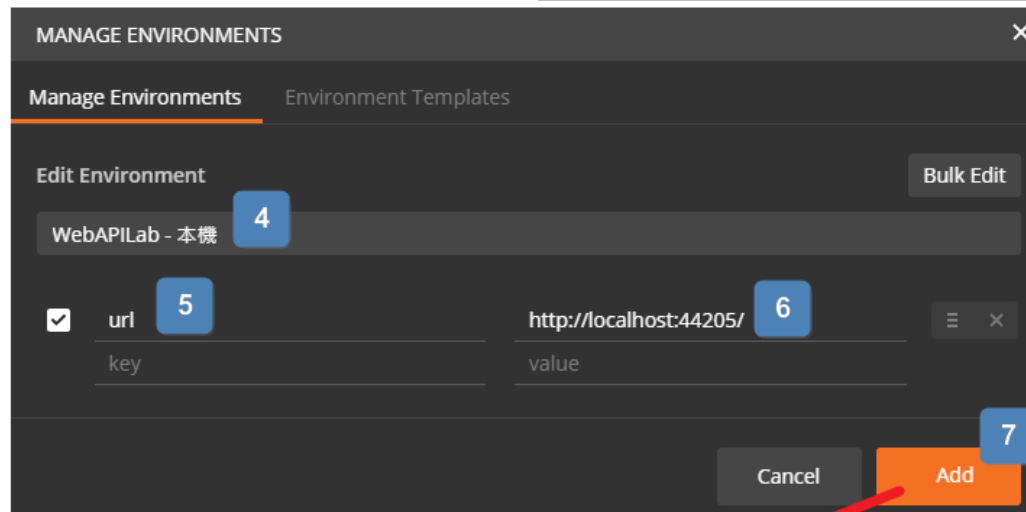 MANAGE ENVIRONMENTS ×
Manage Environments Environment Templates
Edit Environment Bulk Edit
WebAPILab - 本機 4
url 5 http://localhost:44205/ 6
key value
7
Cancel Add